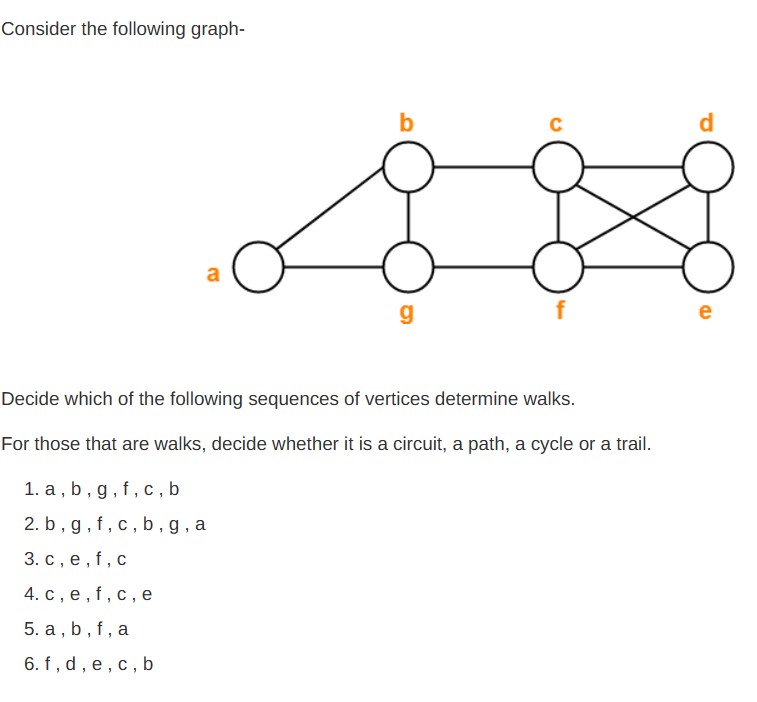 Consider the following graph-
b c d
a
g f e
Decide which of the following sequences of vertices determine walks.
For those that are walks, decide whether it is a circuit, a path, a cycle or a trail.
1. a , b , g , f , c , b
2. b , g , f , c , b , g , a
3. c , e , f , c
4. c , e , f , c , e
5. a , b , f , a
6. f , d , e , c , b